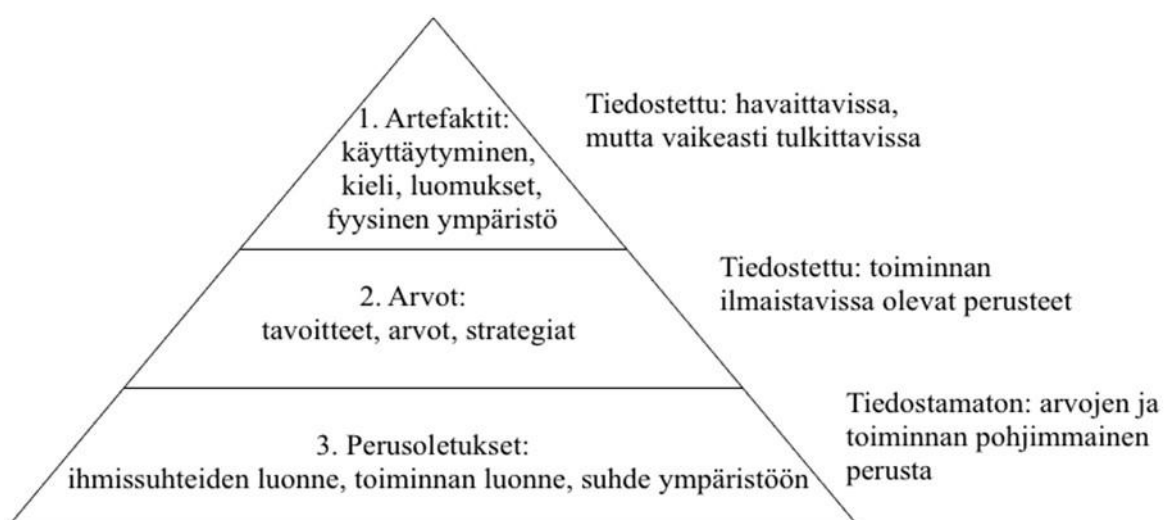 1. Artefaktit:
käyttäytyminen,
kieli, luomukset,
fyysinen ympäristö
Tiedostettu: havaittavissa,
mutta vaikeasti tulkittavissa
2. Arvot:
tavoitteet, arvot, strategiat
Tiedostettu: toiminnan
ilmaistavissa olevat perusteet
3. Perusoletukset:
ihmissuhteiden luonne, toiminnan luonne, suhde ympäristöön
Tiedostamaton: arvojen ja
toiminnan pohjimmainen
perusta